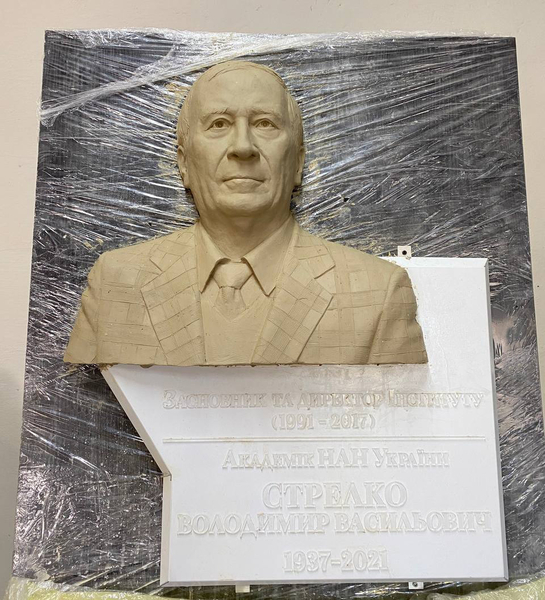 Засновник та директор Інституту
(1991 - 2017)
Академік НАН України
СТРЕЛКО
ВОЛОДИМИР ВАСИЛЬОВИЧ
1937-2021